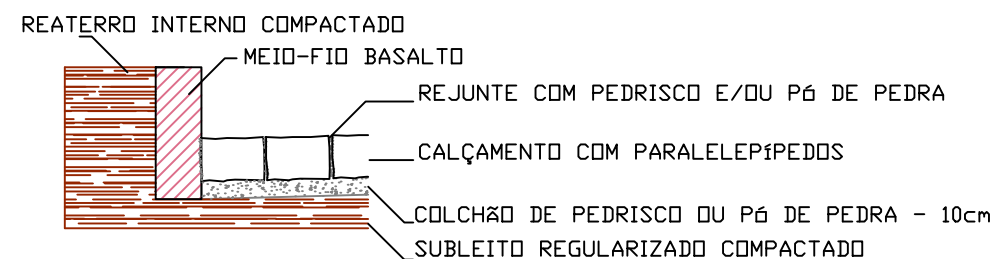 REATERRO INTERNO COMPACTADO
MEIO-FIO BASALTO
REJUNTE COM PEDRISCO E/OU Pó DE PEDRA
CALÇAMENTO COM PARALELEPíPEDOS
COLCHãO DE PEDRISCO OU Pó DE PEDRA - 10cm
SUBLEITO REGULARIZADO COMPACTADO